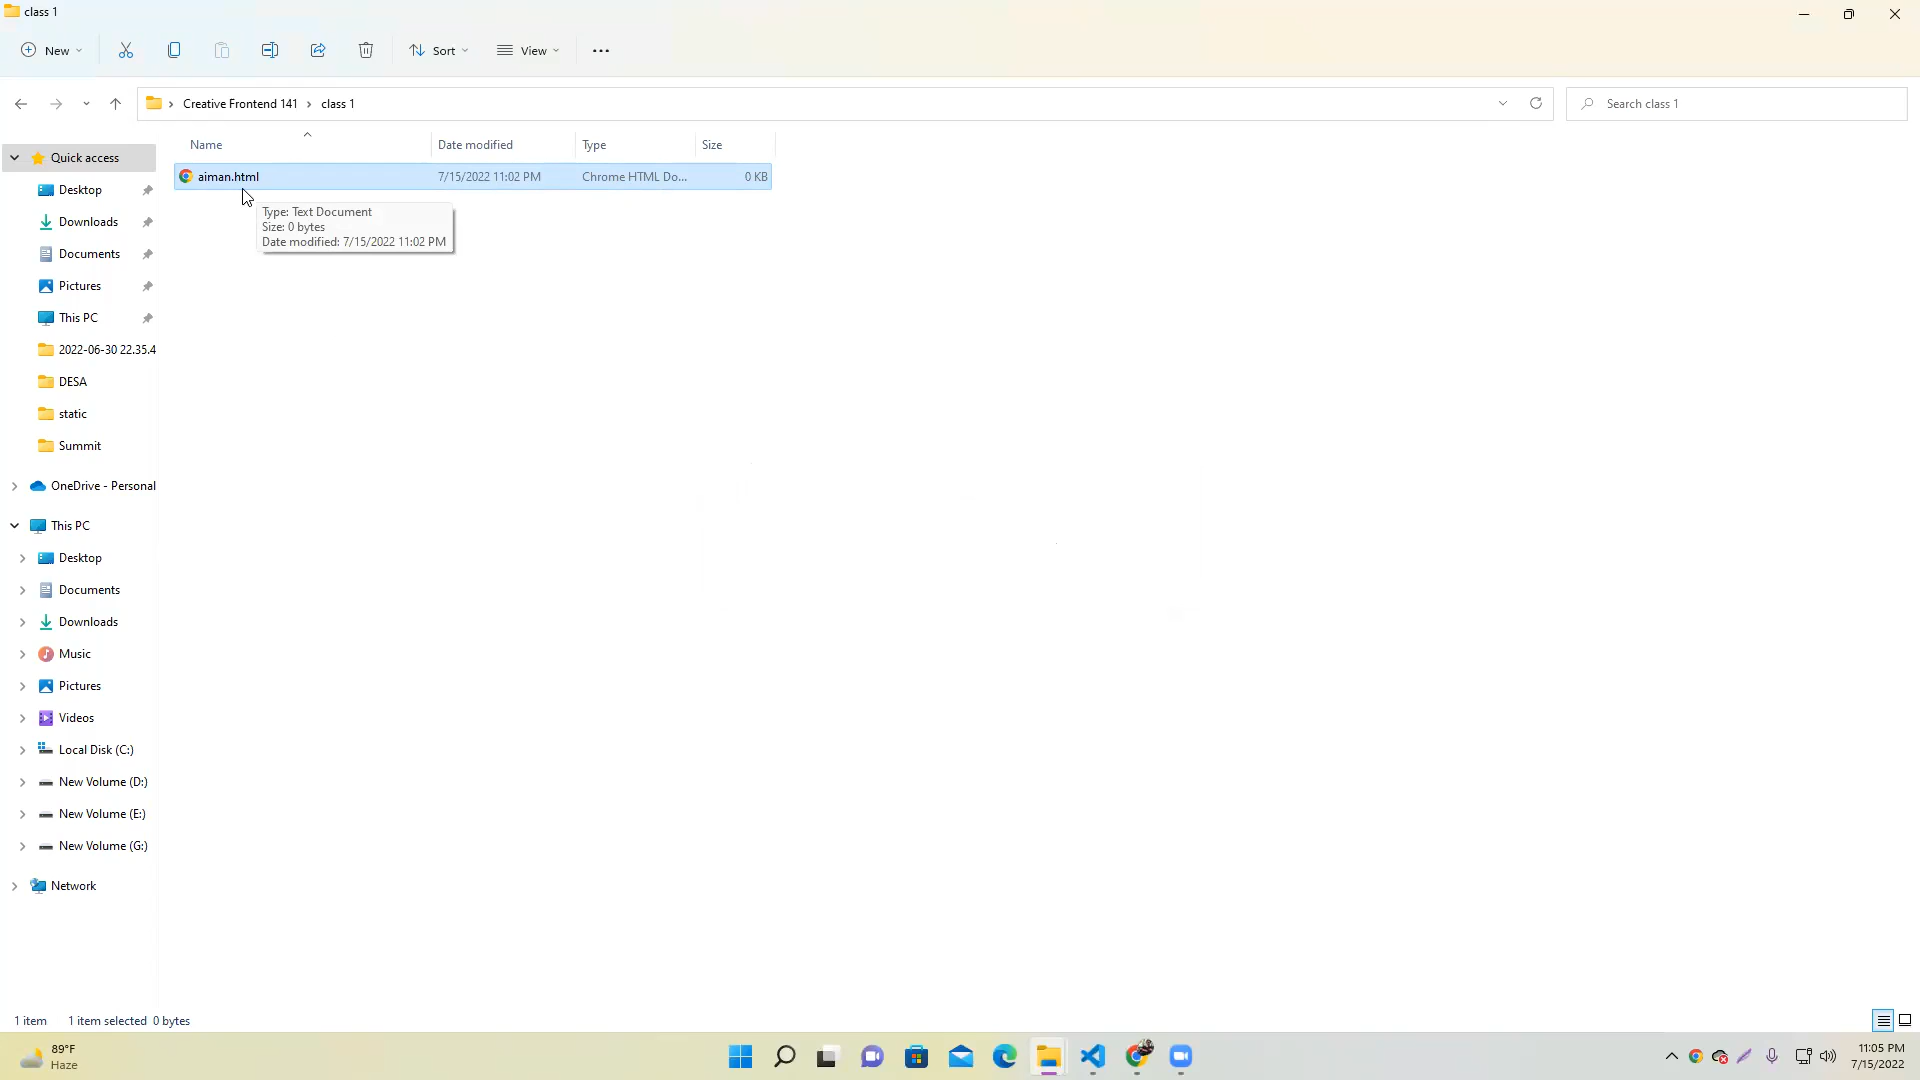 class 1
New
Sort
View
Creative Frontend 141
class 1
Search class 1
Name
Date modified
Type
Size
Quick access
aiman.html
7/15/2022 11:02 PM
Chrome HTML Do...
0 KB
Type: Text Document
Size: 0 bytes
Date modified: 7/15/2022 11:02 PM
Desktop
Downloads
Documents
Pictures
This PC
2022-06-30 22.35.4
DESA
static
Summit
OneDrive - Personal
This PC
Desktop
Documents
Downloads
Music
Pictures
Videos
Local Disk (C:)
New Volume (D:)
New Volume (E:)
New Volume (G:)
Network
1 item
1 item selected 0 bytes
89°F
Haze
11:05 PM
7/15/2022